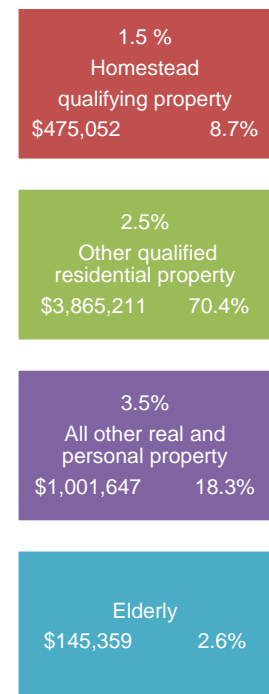 1.5 %
Homestead
qualifying property
$475,052 8.7%
2.5%
Other qualified
residential property
$3,865,211 70.4%
3.5%
All other real and
personal property
$1,001,647 18.3%
Elderly
$145,359 2.6%